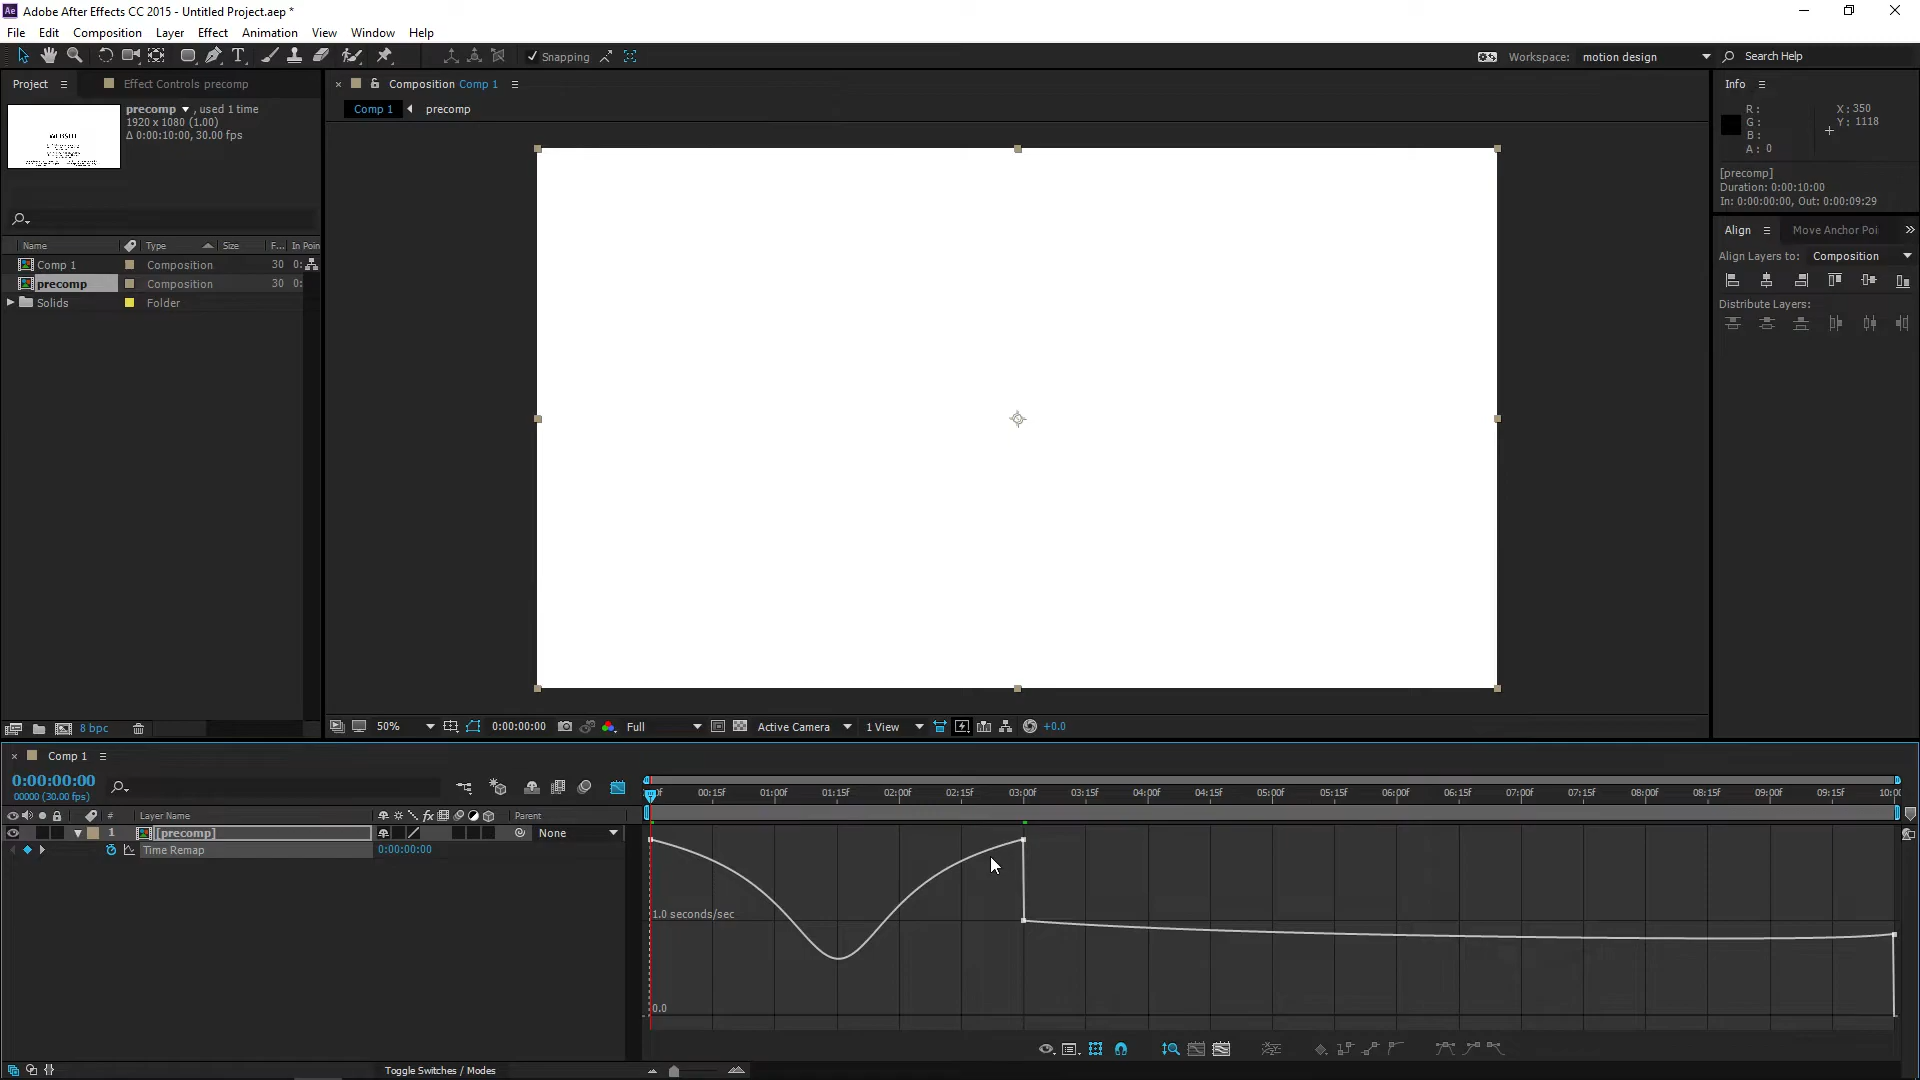 Adobe After Effects CC 2015 - Untitled Project.aep *
File Edit Composition Layer Effect Animation View Window Help
Snapping Workspace: motion design Search Help
Project Effect Controls precomp
precomp , used 1 time
1920 x 1080 (1.00)
Δ 0:00:10:00, 30.00 fps
Name Type Size F... In Poin
Comp 1 Composition 30 0:
precomp Composition 30 0:
Solids Folder
8 bpc
Composition Comp 1
Comp 1 precomp
50% 0:00:00:00 Full Active Camera 1 View +0.0
Info
R: X: 350
G: Y: 1118
B:
A: 0
[precomp]
Duration: 0:00:10:00
In: 0:00:00:00, Out: 0:00:09:29
Align Move Anchor Poi
Align Layers to: Composition
Distribute Layers:
Comp 1
0:00:00:00
00000 (30.00 fps)
# Layer Name Parent
1 [precomp] None
Time Remap 0:00:00:00
00:15f 01:00f 01:15f 02:00f 02:15f 03:00f 03:15f 04:00f 04:15f 05:00f 05:15f 06:00f 06:15f 07:00f 07:15f 08:00f 08:15f 09:00f 09:15f 10:00
1.0 seconds/sec
0.0
Toggle Switches / Modes